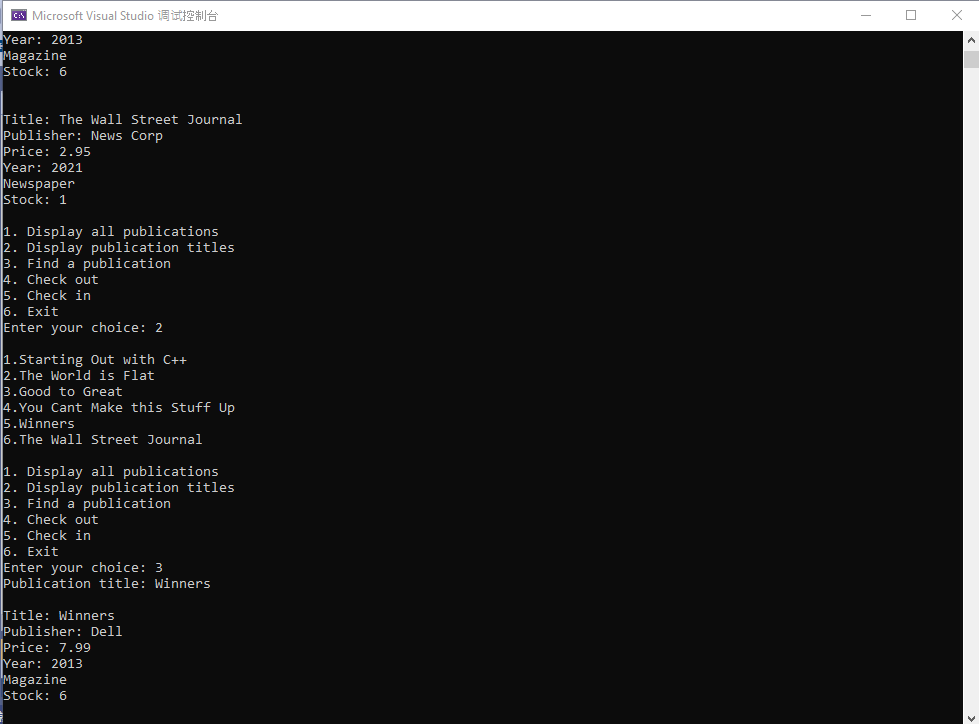 Microsoft Visual Studio 调试控制台
Year: 2013
Magazine
Stock: 6
Title: The Wall Street Journal
Publisher: News Corp
Price: 2.95
Year: 2021
Newspaper
Stock: 1
1. Display all publications
2. Display publication titles
3. Find a publication
4. Check out
5. Check in
6. Exit
Enter your choice: 2
1.Starting Out with C++
2.The World is Flat
3.Good to Great
4.You Cant Make this Stuff Up
5.Winners
6.The Wall Street Journal
1. Display all publications
2. Display publication titles
3. Find a publication
4. Check out
5. Check in
6. Exit
Enter your choice: 3
Publication title: Winners
Title: Winners
Publisher: Dell
Price: 7.99
Year: 2013
Magazine
Stock: 6